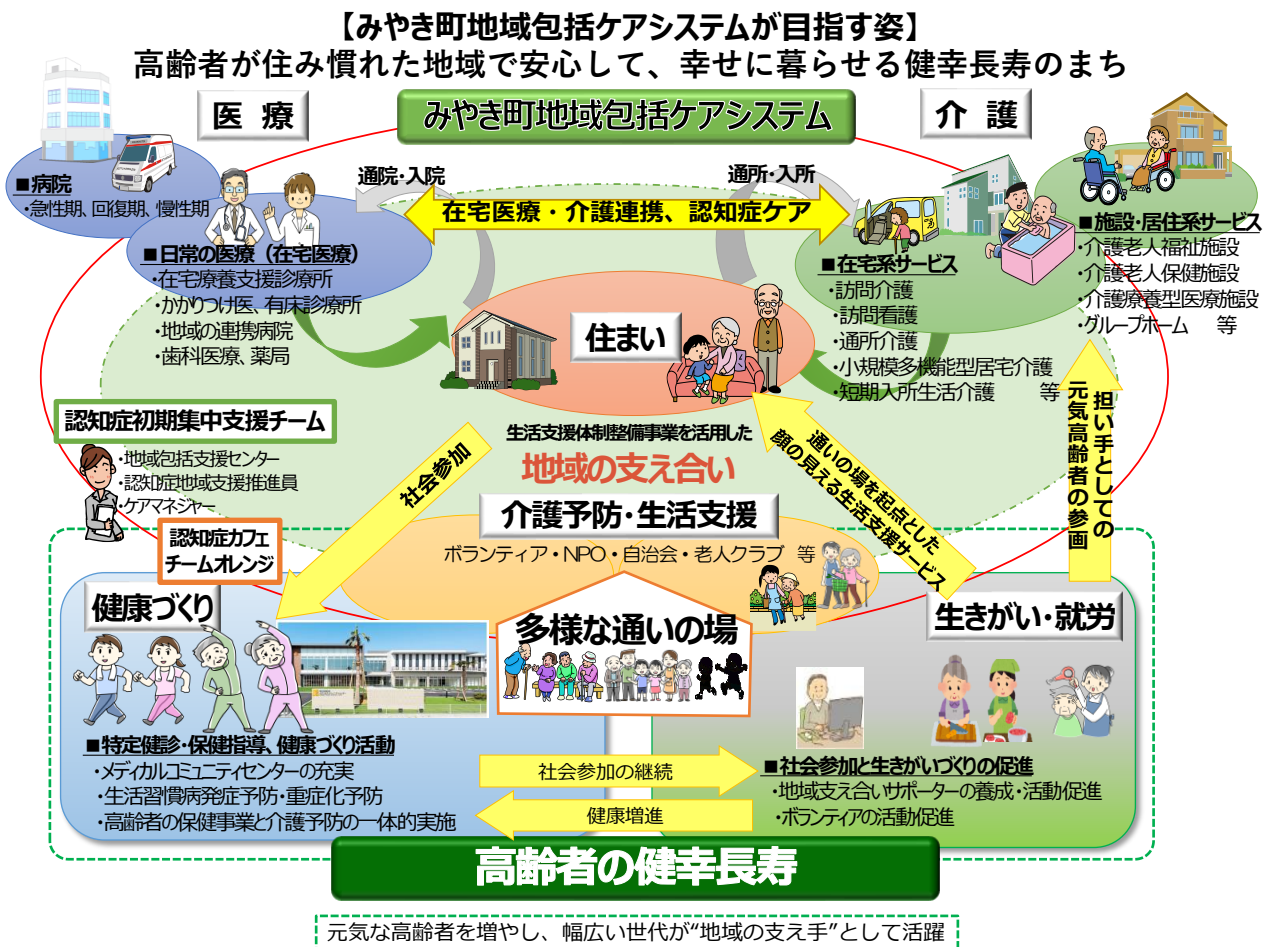 【みやき町地域包括ケアシステムが目指す姿】
高齢者が住み慣れた地域で安心して、幸せに暮らせる健幸長寿のまち
医 療
みやき町地域包括ケアシステム
介 護
■病院
・急性期、回復期、慢性期
通院・入院
通所・入所
在宅医療・介護連携、認知症ケア
■日常の医療（在宅医療）
・在宅療養支援診療所
・かかりつけ医、有床診療所
・地域の連携病院
・歯科医療、薬局
住まい
■在宅系サービス
・訪問介護
・訪問看護
・通所介護
・小規模多機能型居宅介護
・短期入所生活介護 等
■施設・居住系サービス
・介護老人福祉施設
・介護老人保健施設
・介護療養型医療施設
・グループホーム 等
認知症初期集中支援チーム
・地域包括支援センター
・認知症地域支援推進員
・ケアマネジャー
認知症カフェ
チームオレンジ
社会参加
生活支援体制整備事業を活用した
地域の支え合い
介護予防・生活支援
ボランティア・NPO・自治会・老人クラブ 等
通いの場を起点とした
顔の見える生活支援サービス
担い手としての
元気高齢者の参画
健康づくり
多様な通いの場
生きがい・就労
■特定健診・保健指導、健康づくり活動
・メディカルコミュニティセンターの充実
・生活習慣病発症予防・重症化予防
・高齢者の保健事業と介護予防の一体的実施
社会参加の継続
健康増進
■社会参加と生きがいづくりの促進
・地域支え合いサポーターの養成・活動促進
・ボランティアの活動促進
高齢者の健幸長寿
元気な高齢者を増やし、幅広い世代が“地域の支え手”として活躍